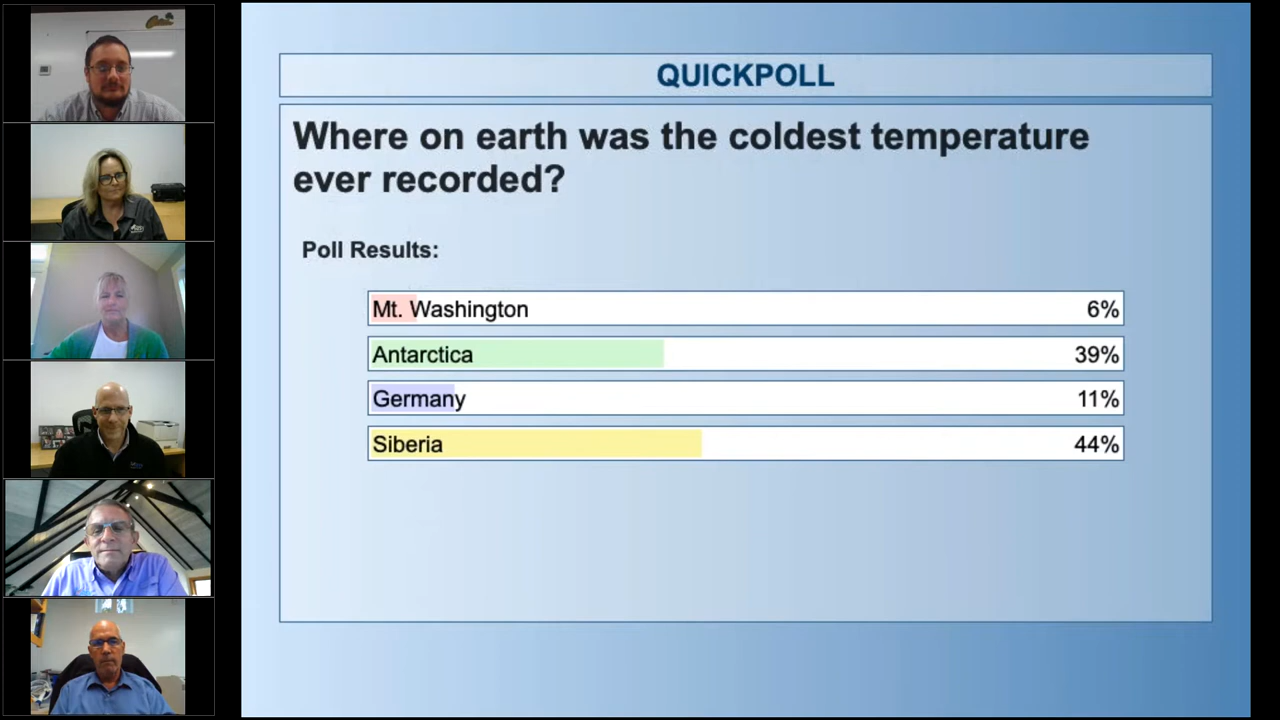 QUICKPOLL
Where on earth was the coldest temperature
ever recorded?
Poll Results:
Mt. Washington 6%
Antarctica 39%
Germany 11%
Siberia 44%